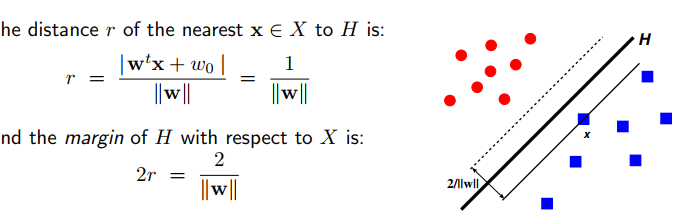 he distance r of the nearest x ∈ X to H is:
r = |wᵗx + w₀| / ‖w‖ = 1 / ‖w‖
nd the margin of H with respect to X is:
2r = 2 / ‖w‖
H
x
2/||w||